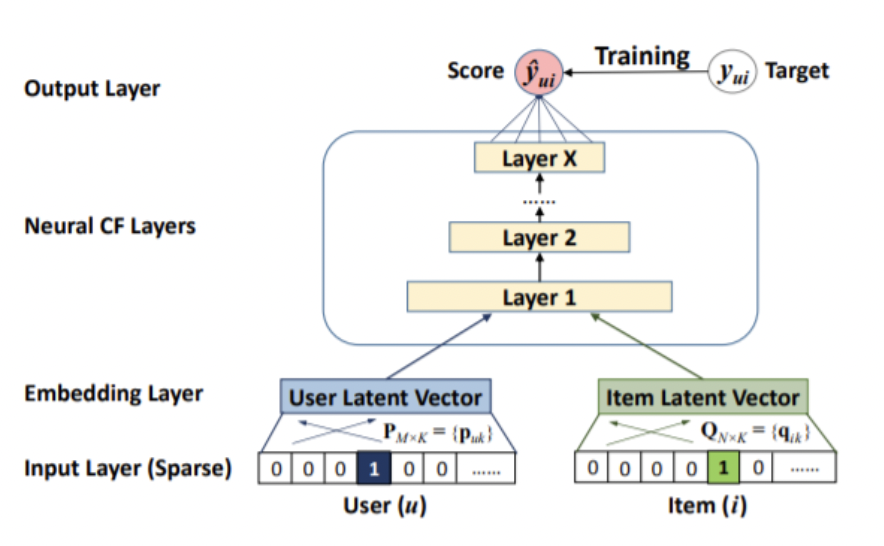 Output Layer
Score ŷui Training yui Target
Neural CF Layers
Layer X
......
Layer 2
Layer 1
Embedding Layer
User Latent Vector
Item Latent Vector
PM×K = {puk}
QN×K = {qik}
Input Layer (Sparse)
0 0 0 1 0 0 ......
0 0 0 0 1 0 ......
User (u)
Item (i)